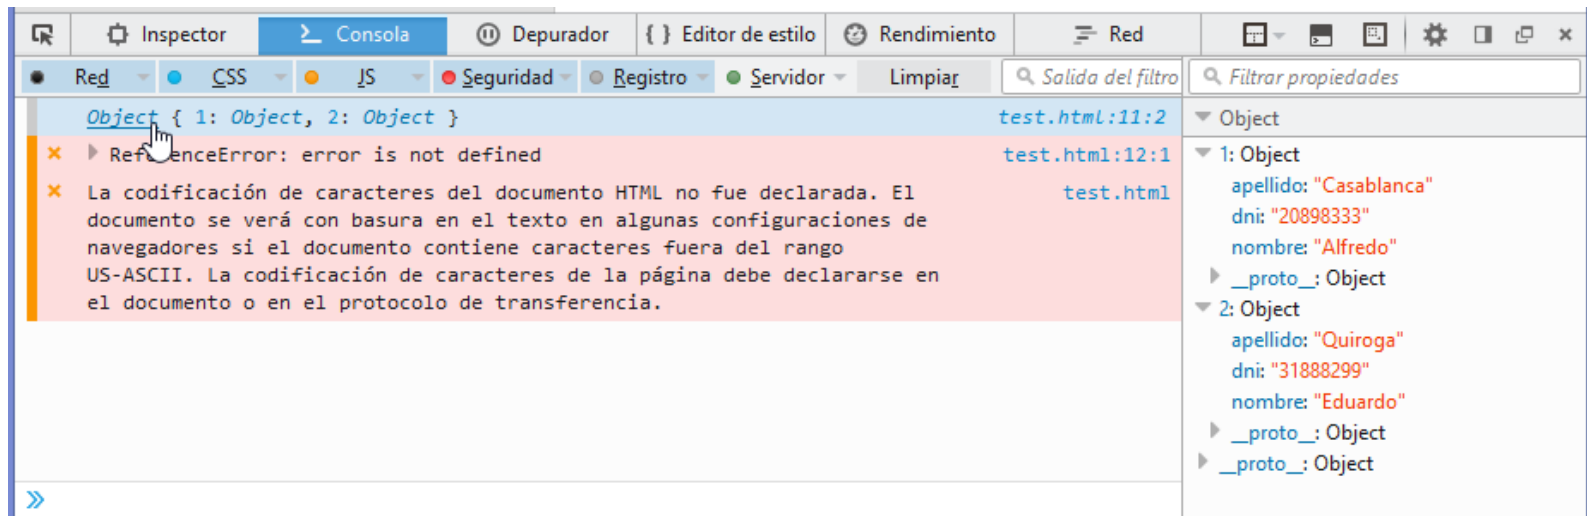 Inspector Consola Depurador { } Editor de estilo Rendimiento Red
Red CSS JS Seguridad Registro Servidor Limpiar Salida del filtro Filtrar propiedades
Object { 1: Object, 2: Object } test.html:11:2
ReferenceError: error is not defined test.html:12:1
La codificación de caracteres del documento HTML no fue declarada. El test.html
documento se verá con basura en el texto en algunas configuraciones de
navegadores si el documento contiene caracteres fuera del rango
US-ASCII. La codificación de caracteres de la página debe declararse en
el documento o en el protocolo de transferencia.
Object
1: Object
apellido: "Casablanca"
dni: "20898333"
nombre: "Alfredo"
__proto__: Object
2: Object
apellido: "Quiroga"
dni: "31888299"
nombre: "Eduardo"
__proto__: Object
__proto__: Object